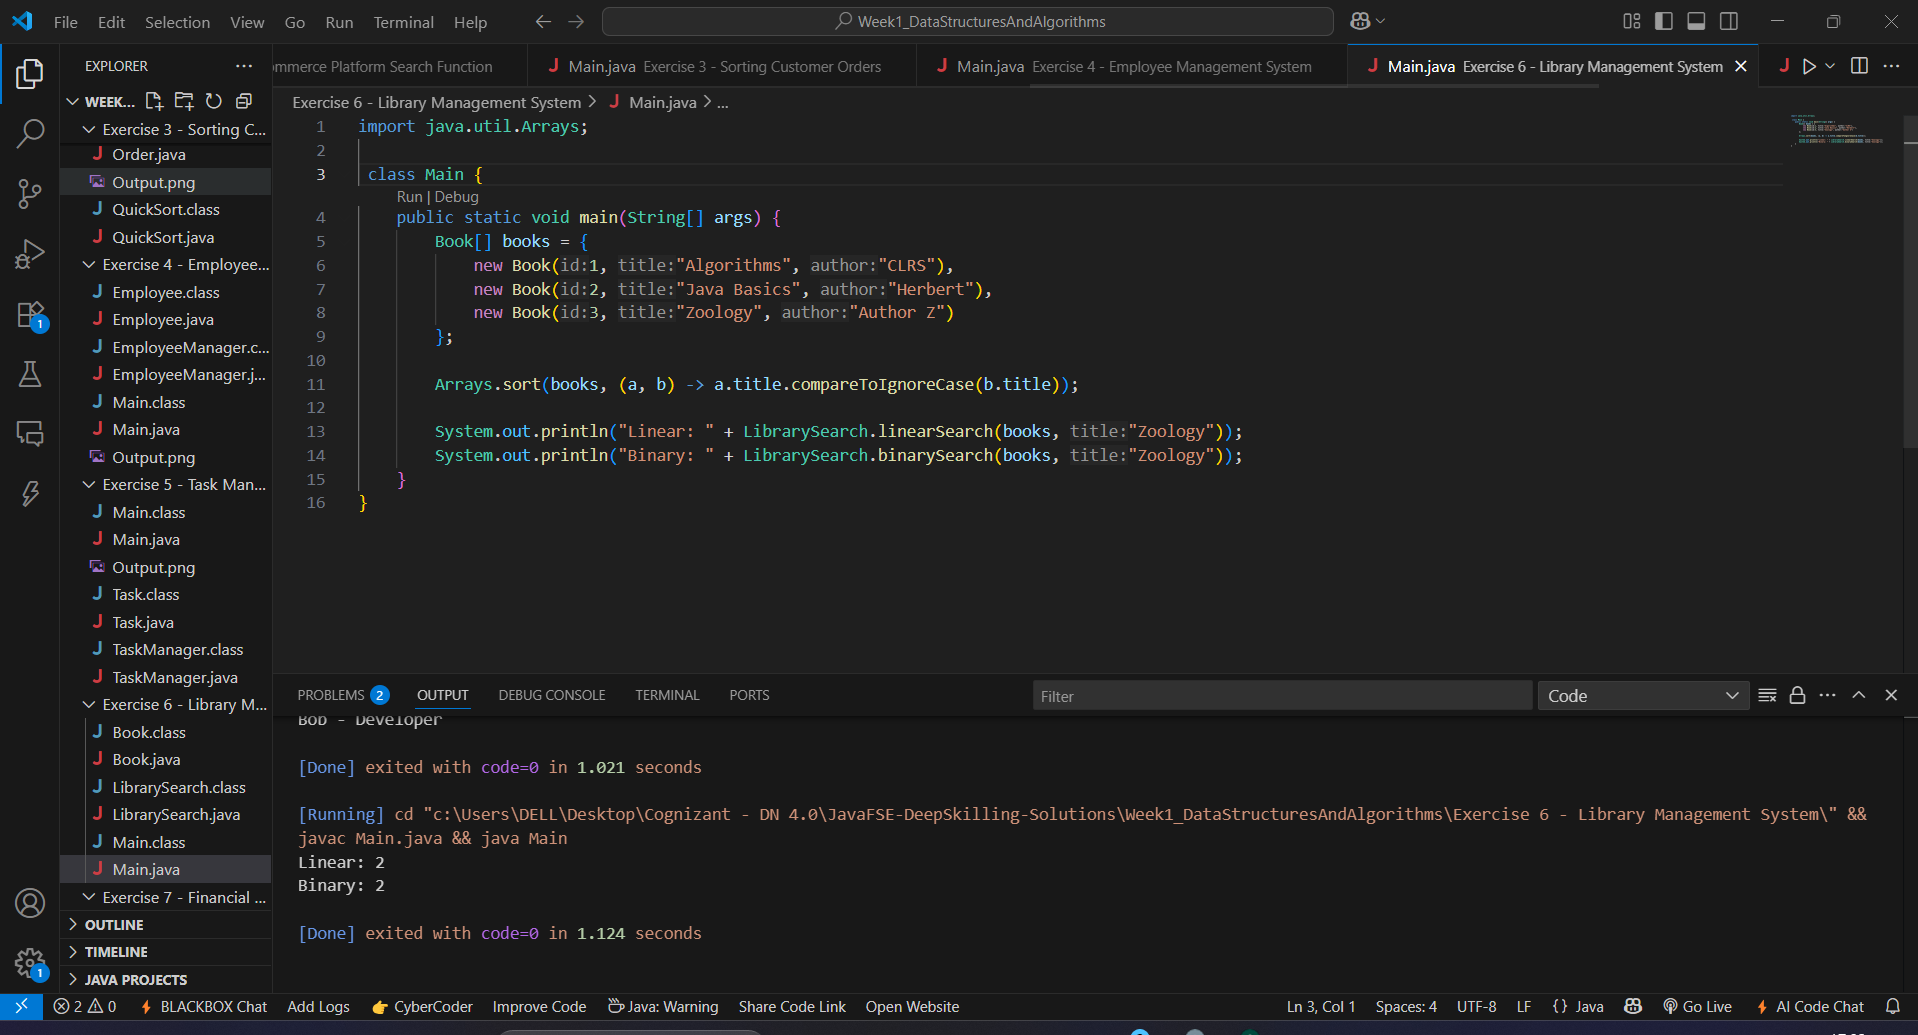 File Edit Selection View Go Run Terminal Help
Week1_DataStructuresAndAlgorithms
EXPLORER
WEEK...
Exercise 3 - Sorting C...
Order.java
Output.png
QuickSort.class
QuickSort.java
Exercise 4 - Employee...
Employee.class
Employee.java
EmployeeManager.c...
EmployeeManager.j...
Main.class
Main.java
Output.png
Exercise 5 - Task Man...
Main.class
Main.java
Output.png
Task.class
Task.java
TaskManager.class
TaskManager.java
Exercise 6 - Library M...
Book.class
Book.java
LibrarySearch.class
LibrarySearch.java
Main.class
Main.java
Exercise 7 - Financial ...
OUTLINE
TIMELINE
JAVA PROJECTS
1
1
mmerce Platform Search Function
Main.java Exercise 3 - Sorting Customer Orders
Main.java Exercise 4 - Employee Management System
Main.java Exercise 6 - Library Management System
Exercise 6 - Library Management System > Main.java > ...
1 import java.util.Arrays;
2
3 class Main {
Run | Debug
4 public static void main(String[] args) {
5 Book[] books = {
6 new Book(id:1, title:"Algorithms", author:"CLRS"),
7 new Book(id:2, title:"Java Basics", author:"Herbert"),
8 new Book(id:3, title:"Zoology", author:"Author Z")
9 };
10
11 Arrays.sort(books, (a, b) -> a.title.compareToIgnoreCase(b.title));
12
13 System.out.println("Linear: " + LibrarySearch.linearSearch(books, title:"Zoology"));
14 System.out.println("Binary: " + LibrarySearch.binarySearch(books, title:"Zoology"));
15 }
16 }
PROBLEMS 2 OUTPUT DEBUG CONSOLE TERMINAL PORTS
Filter
Code
Bob - Developer
[Done] exited with code=0 in 1.021 seconds
[Running] cd "c:\Users\DELL\Desktop\Cognizant - DN 4.0\JavaFSE-DeepSkilling-Solutions\Week1_DataStructuresAndAlgorithms\Exercise 6 - Library Management System\" &&
javac Main.java && java Main
Linear: 2
Binary: 2
[Done] exited with code=0 in 1.124 seconds
2 0 BLACKBOX Chat Add Logs CyberCoder Improve Code Java: Warning Share Code Link Open Website
Ln 3, Col 1 Spaces: 4 UTF-8 LF {} Java Go Live AI Code Chat